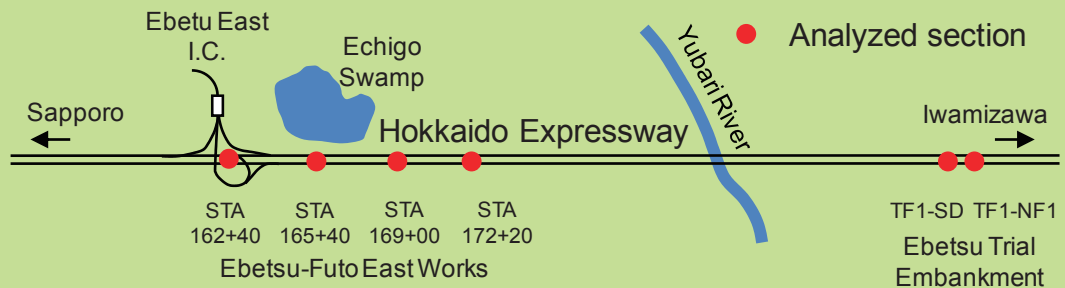 Ebetu East
I.C.
Echigo
Swamp
Yubari River
Analyzed section
Sapporo
Hokkaido Expressway
Iwamizawa
STA
162+40
STA
165+40
STA
169+00
STA
172+20
TF1-SD
TF1-NF1
Ebetsu-Futo East Works
Ebetsu Trial
Embankment